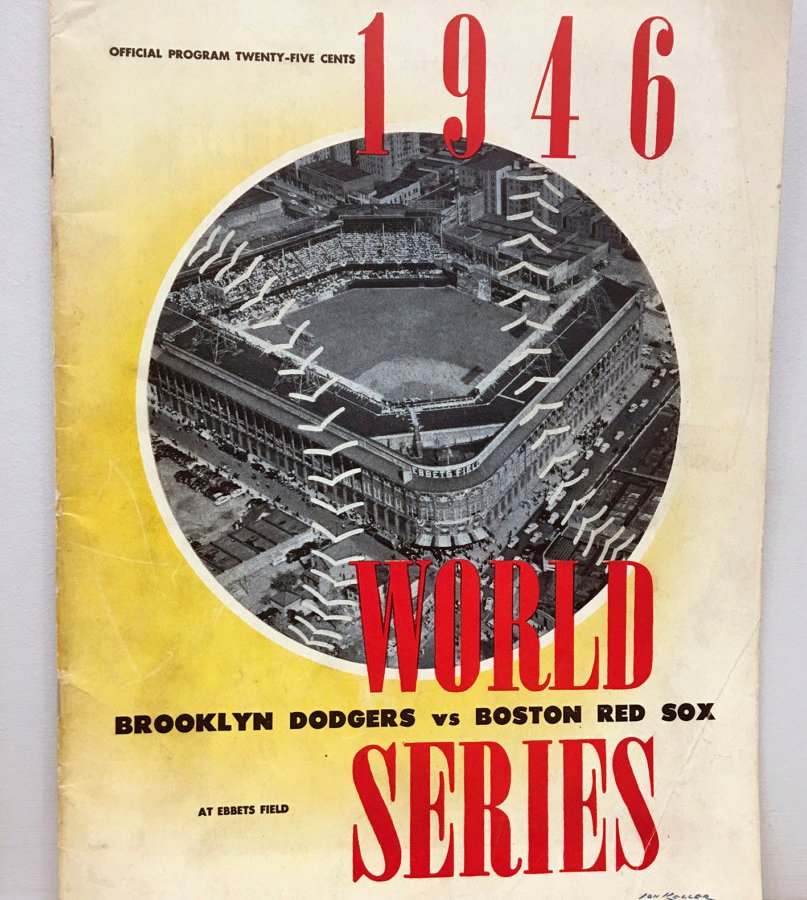 OFFICIAL PROGRAM TWENTY-FIVE CENTS
1946
EBBETS FIELD
WORLD
BROOKLYN DODGERS vs BOSTON RED SOX
SERIES
AT EBBETS FIELD